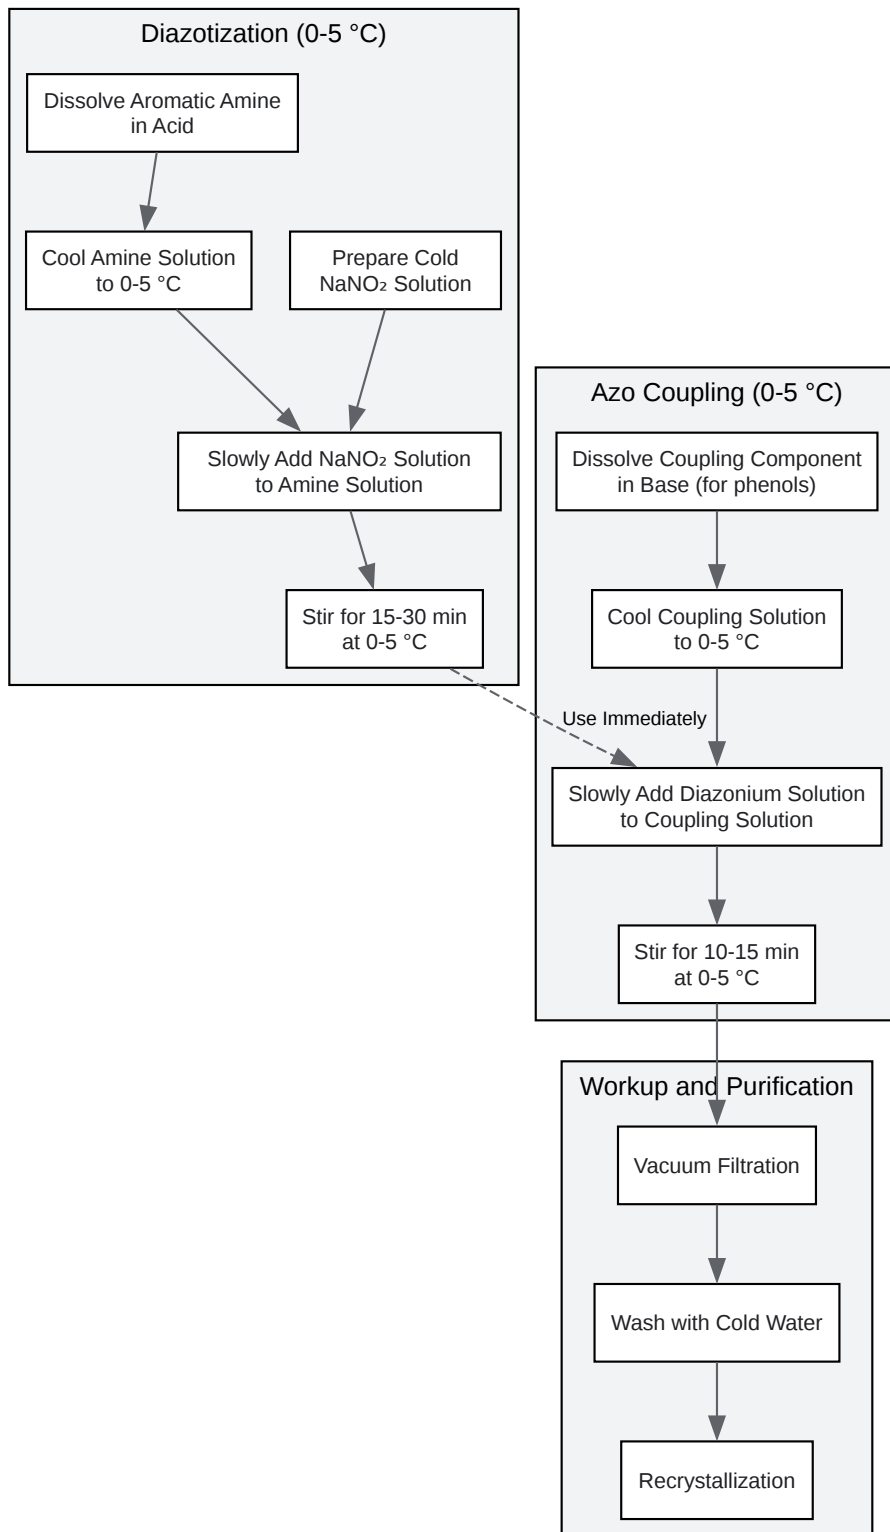 Diazotization (0-5 °C)
Dissolve Aromatic Amine
in Acid
Cool Amine Solution
to 0-5 °C
Prepare Cold
NaNO₂ Solution
Slowly Add NaNO₂ Solution
to Amine Solution
Stir for 15-30 min
at 0-5 °C
Azo Coupling (0-5 °C)
Dissolve Coupling Component
in Base (for phenols)
Cool Coupling Solution
to 0-5 °C
Use Immediately
Slowly Add Diazonium Solution
to Coupling Solution
Stir for 10-15 min
at 0-5 °C
Workup and Purification
Vacuum Filtration
Wash with Cold Water
Recrystallization